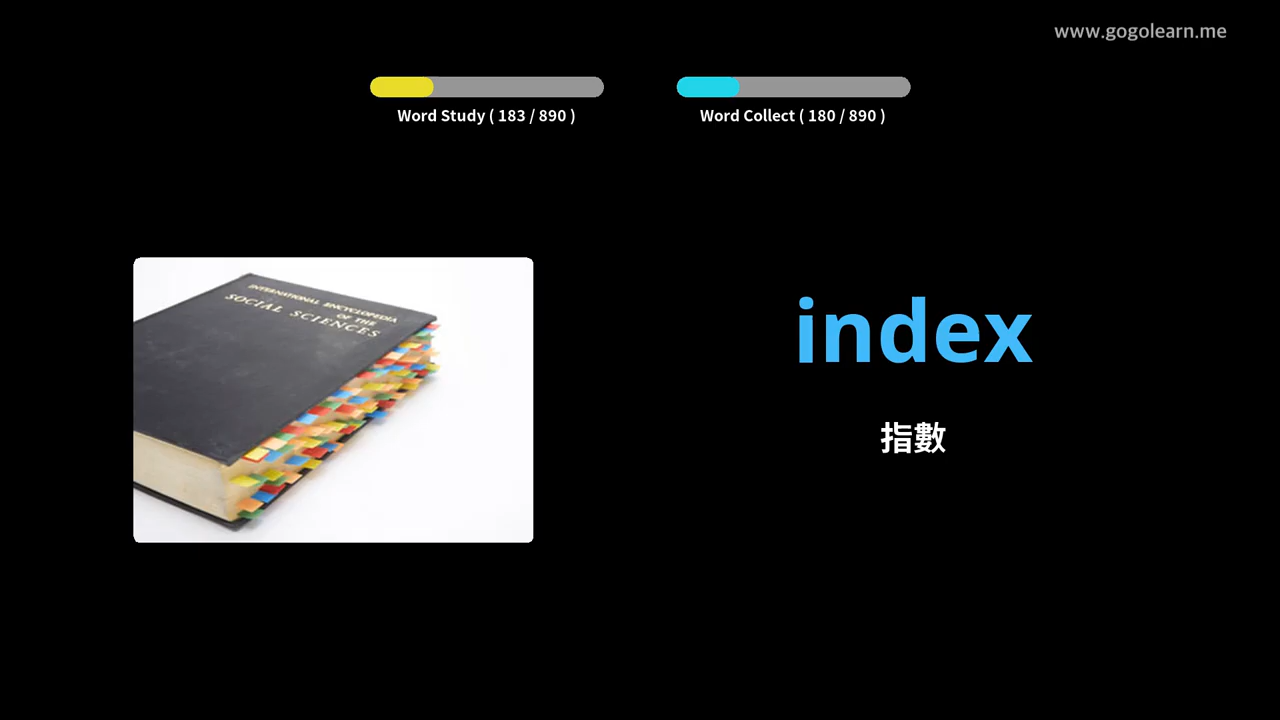 www.gogolearn.me
Word Study ( 183 / 890 )
Word Collect ( 180 / 890 )
INTERNATIONAL ENCYCLOPEDIA
OF THE
SOCIAL SCIENCES
index
指數